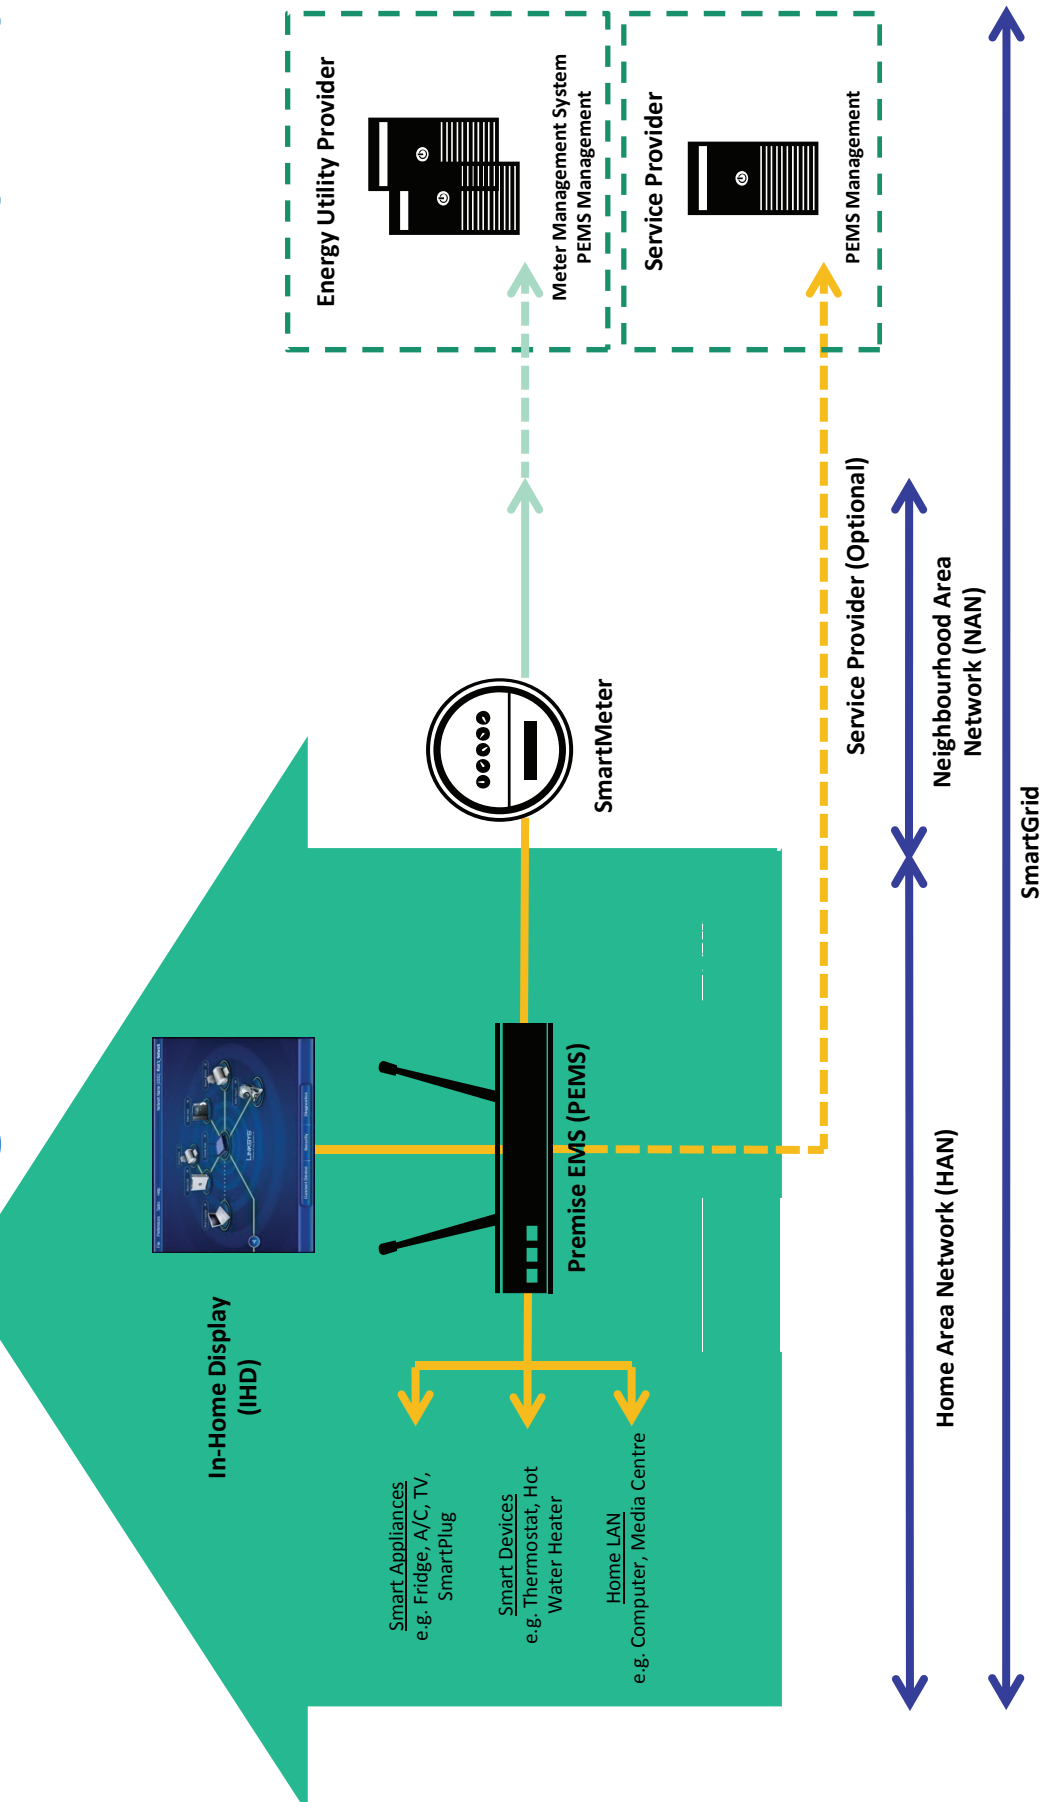 In-Home Display
(IHD)
LINKSYS
Smart Appliances
e.g. Fridge, A/C, TV,
SmartPlug
Smart Devices
e.g. Thermostat, Hot
Water Heater
Home LAN
e.g. Computer, Media Centre
Premise EMS (PEMS)
SmartMeter
Energy Utility Provider
Meter Management System
PEMS Management
Service Provider
PEMS Management
Service Provider (Optional)
Home Area Network (HAN)
Neighbourhood Area
Network (NAN)
SmartGrid